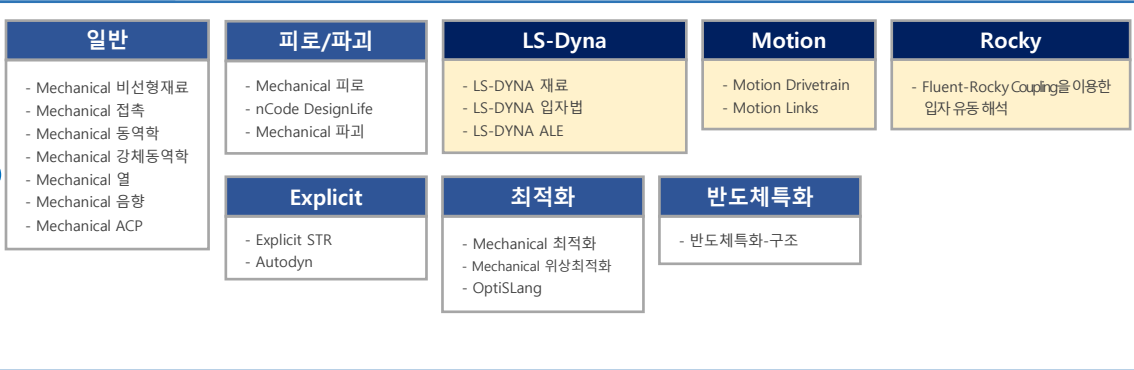 일반
- Mechanical 비선형재료
- Mechanical 접촉
- Mechanical 동역학
- Mechanical 강체동역학
- Mechanical 열
- Mechanical 음향
- Mechanical ACP
피로/파괴
- Mechanical 피로
- nCode DesignLife
- Mechanical 파괴
LS-Dyna
- LS-DYNA 재료
- LS-DYNA 입자법
- LS-DYNA ALE
Motion
- Motion Drivetrain
- Motion Links
Rocky
- Fluent-Rocky Coupling을 이용한
입자 유동 해석
Explicit
- Explicit STR
- Autodyn
최적화
- Mechanical 최적화
- Mechanical 위상최적화
- OptiSLang
반도체특화
- 반도체특화-구조